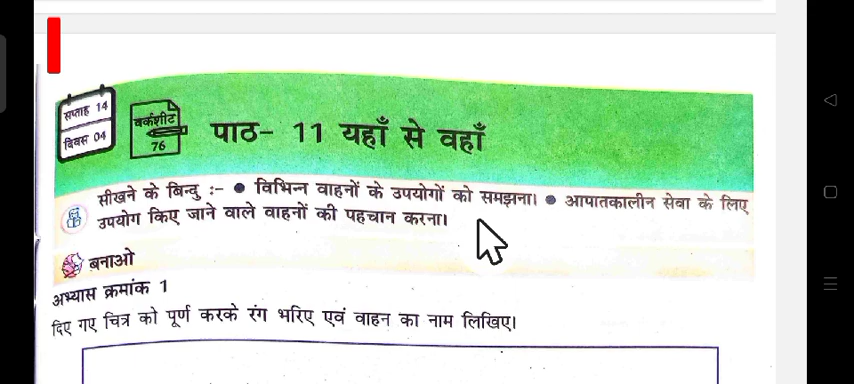 सप्ताह 14
दिवस 04
वर्कशीट
76
पाठ- 11 यहाँ से वहाँ
सीखने के बिन्दु :- ● विभिन्न वाहनों के उपयोगों को समझना। ● आपातकालीन सेवा के लिए
उपयोग किए जाने वाले वाहनों की पहचान करना।
बनाओ
अभ्यास क्रमांक 1
दिए गए चित्र को पूर्ण करके रंग भरिए एवं वाहन का नाम लिखिए।